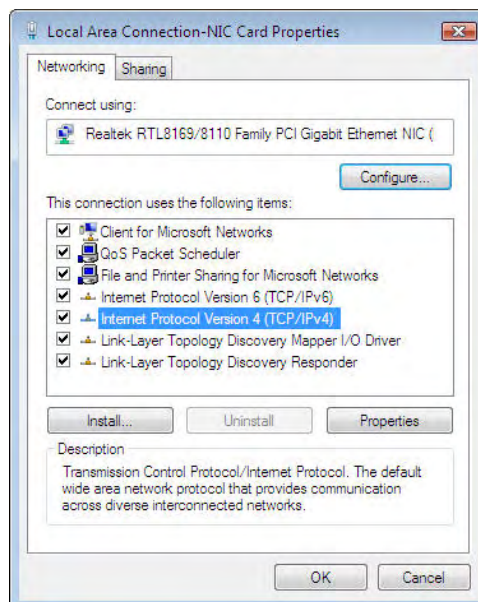 Local Area Connection-NIC Card Properties
Networking
Sharing
Connect using:
Realtek RTL8169/8110 Family PCI Gigabit Ethernet NIC (
Configure...
This connection uses the following items:
Client for Microsoft Networks
QoS Packet Scheduler
File and Printer Sharing for Microsoft Networks
Internet Protocol Version 6 (TCP/IPv6)
Internet Protocol Version 4 (TCP/IPv4)
Link-Layer Topology Discovery Mapper I/O Driver
Link-Layer Topology Discovery Responder
Install...
Uninstall
Properties
Description
Transmission Control Protocol/Internet Protocol. The default
wide area network protocol that provides communication
across diverse interconnected networks.
OK
Cancel